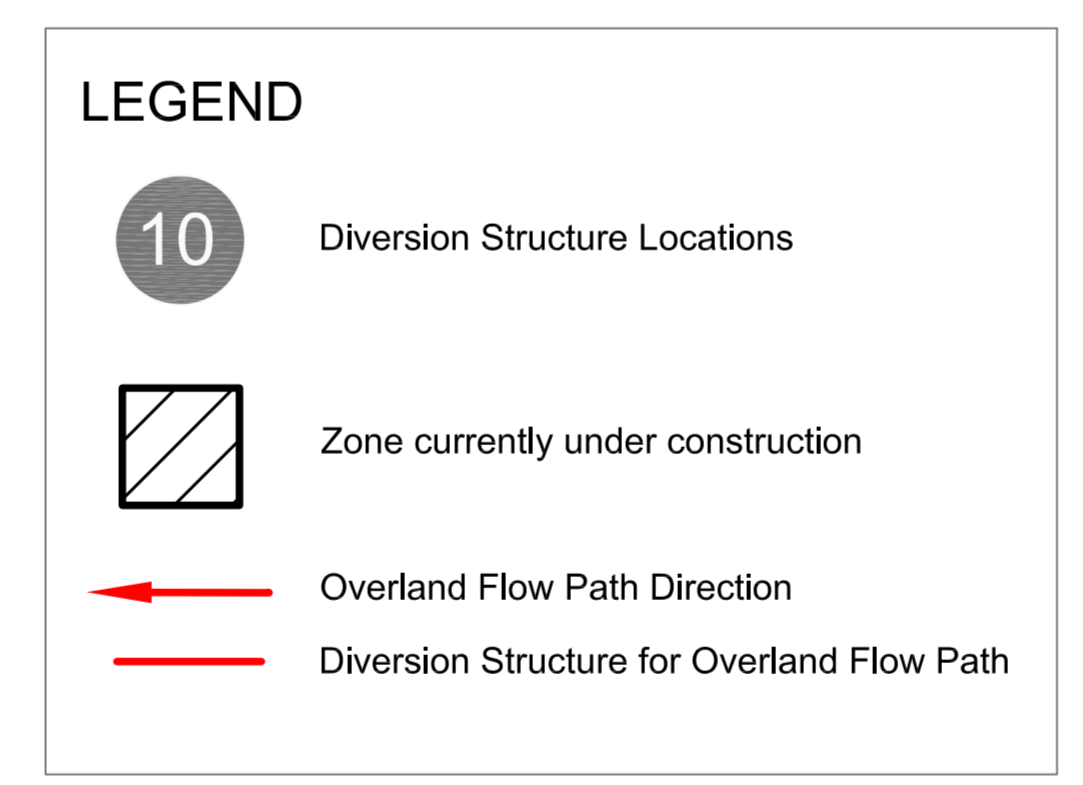 LEGEND
10
Diversion Structure Locations
Zone currently under construction
Overland Flow Path Direction
Diversion Structure for Overland Flow Path